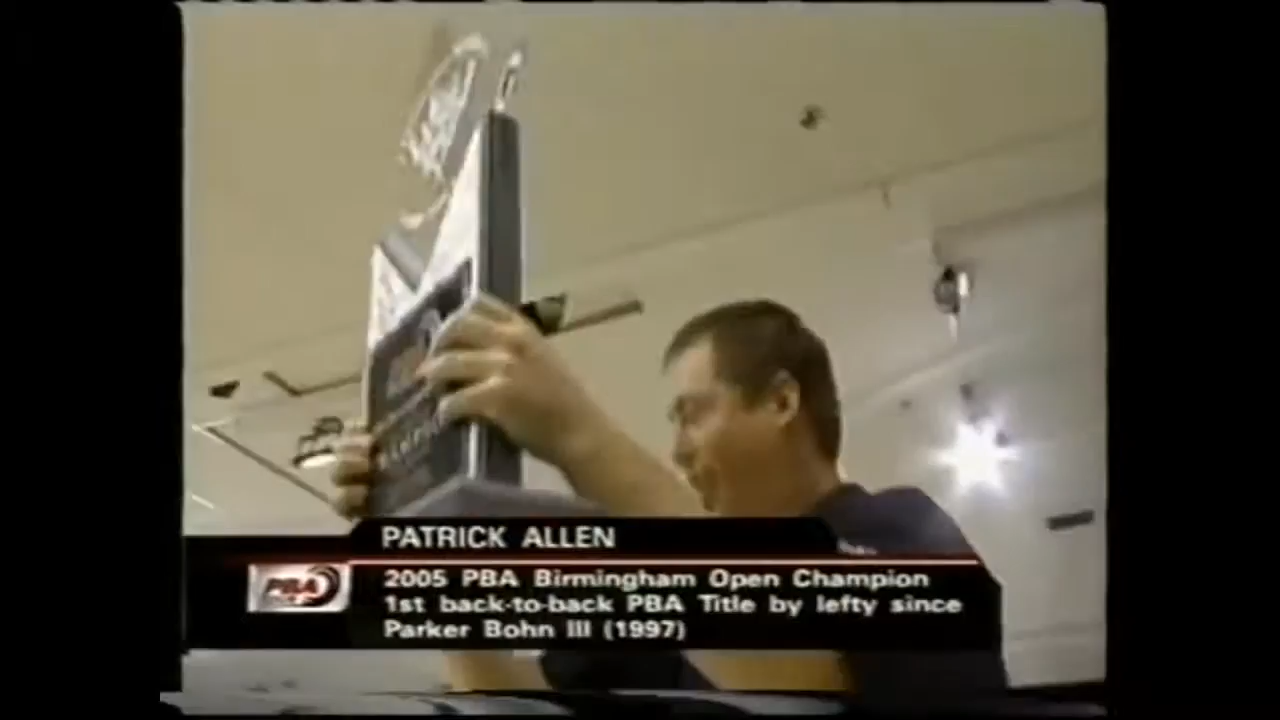 PATRICK ALLEN
PBA
2005 PBA Birmingham Open Champion
1st back-to-back PBA Title by lefty since
Parker Bohn III (1997)